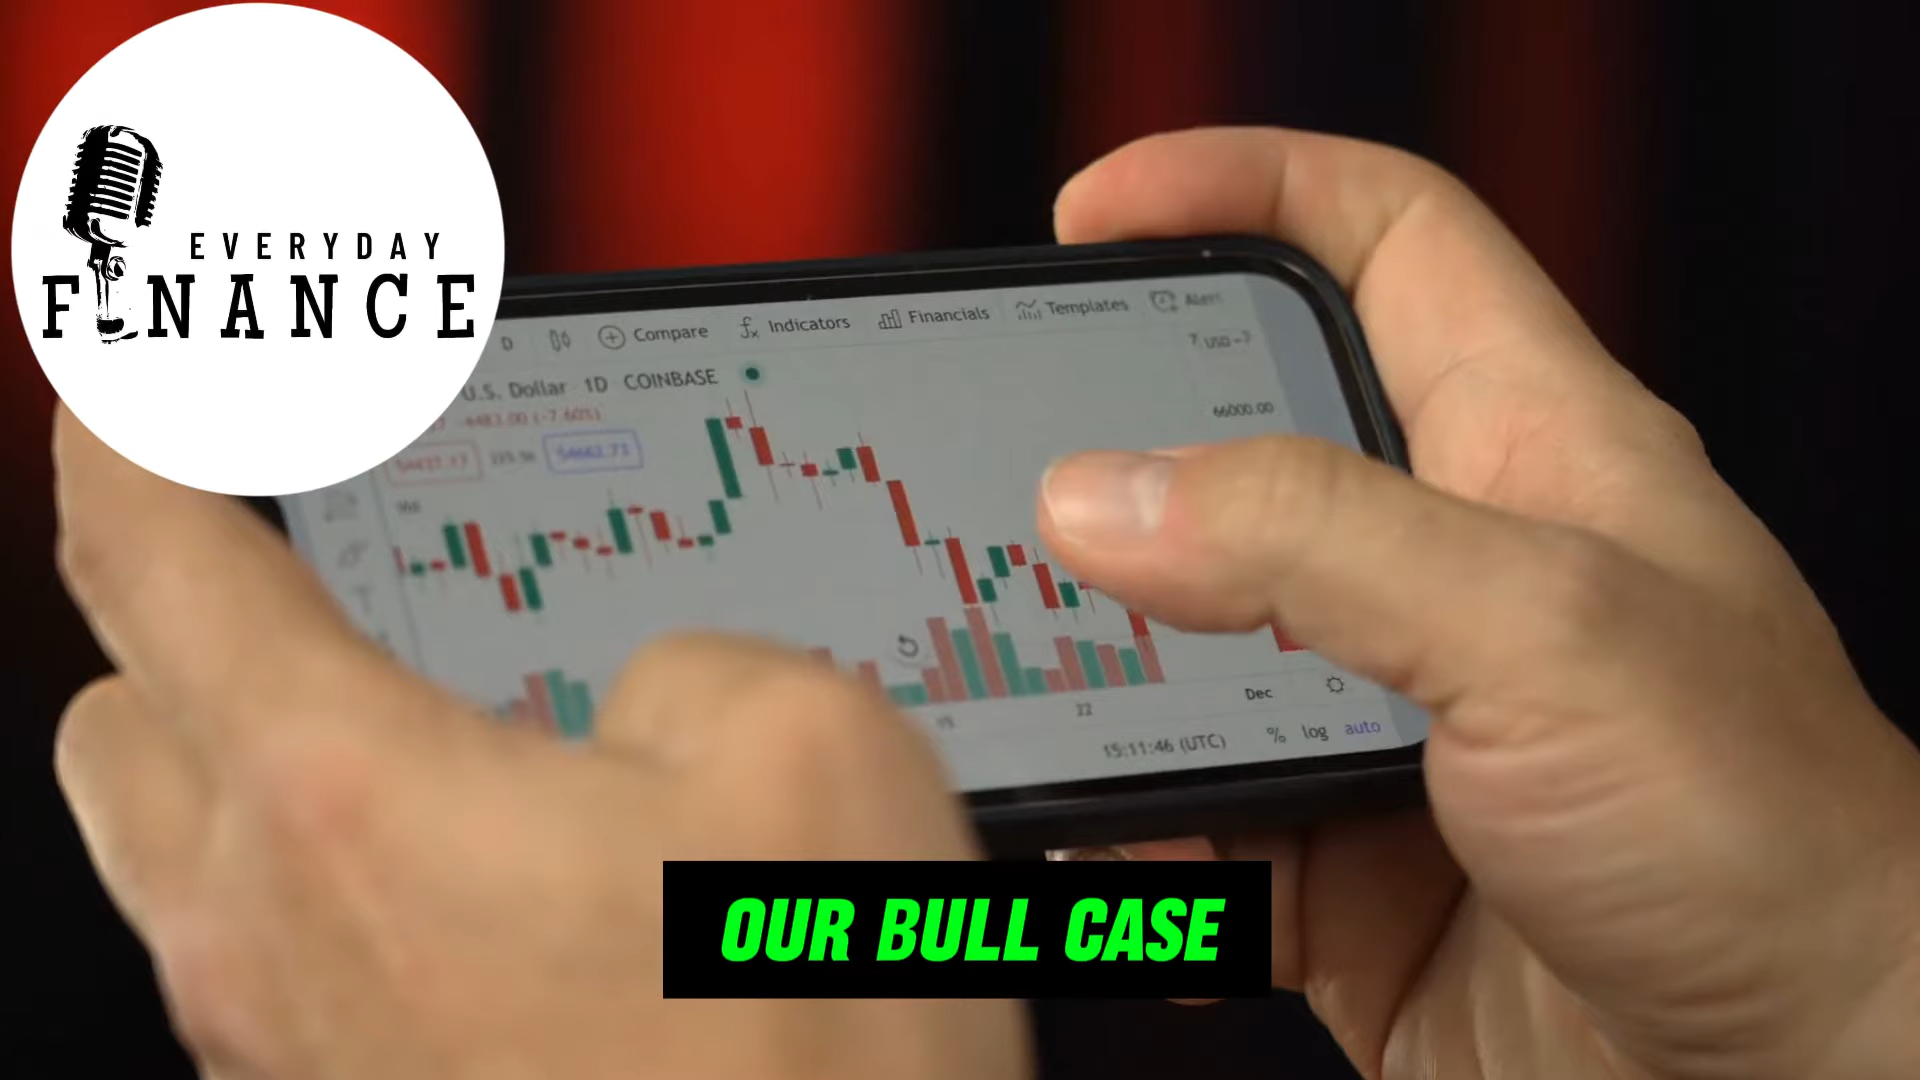 EVERYDAY
FINANCE
D
Compare
Indicators
Financials
Templates
U.S. Dollar 1D COINBASE
66000.00
22
Dec
15:11:46 (UTC)
%
log
auto
OUR BULL CASE